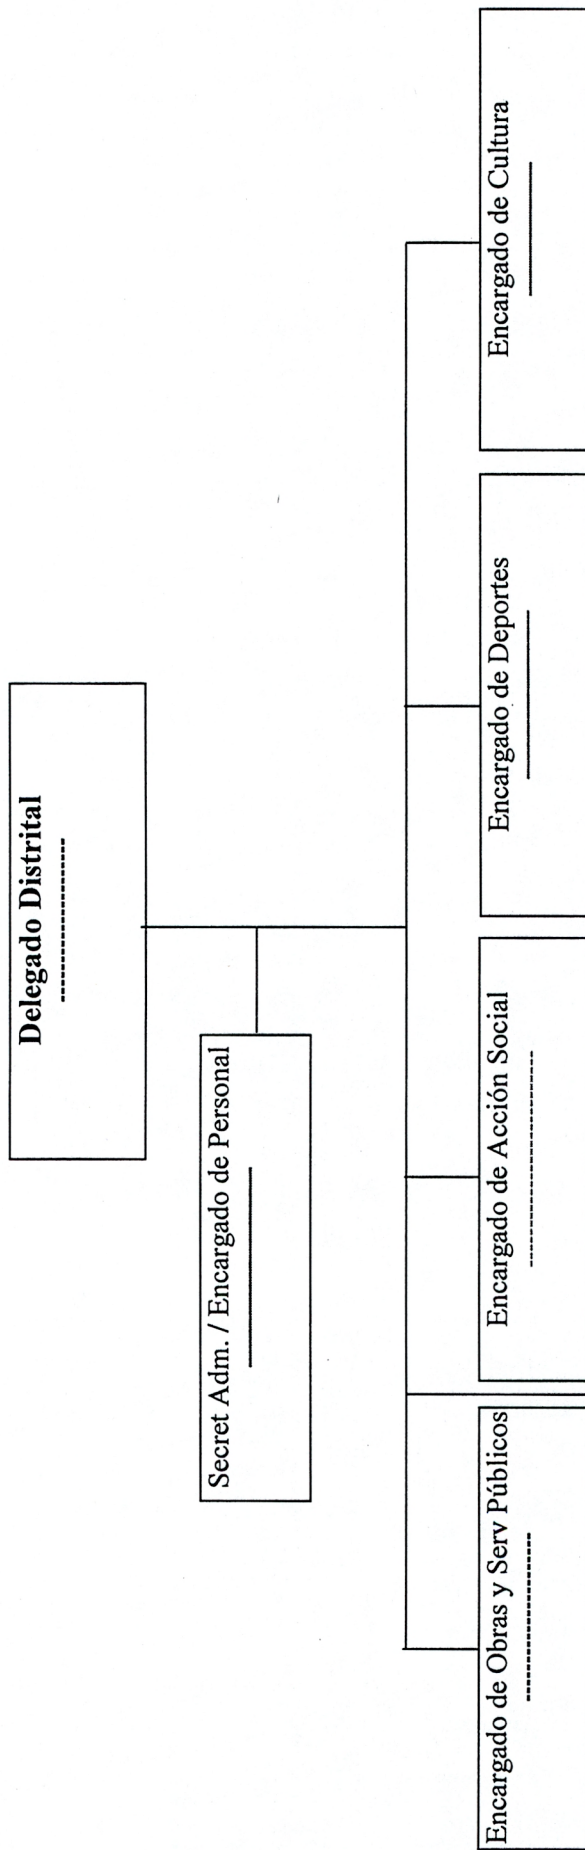 Delegado Distrital
Secret Adm. / Encargado de Personal
Encargado de Obras y Serv Públicos
Encargado de Acción Social
Encargado de Deportes
Encargado de Cultura